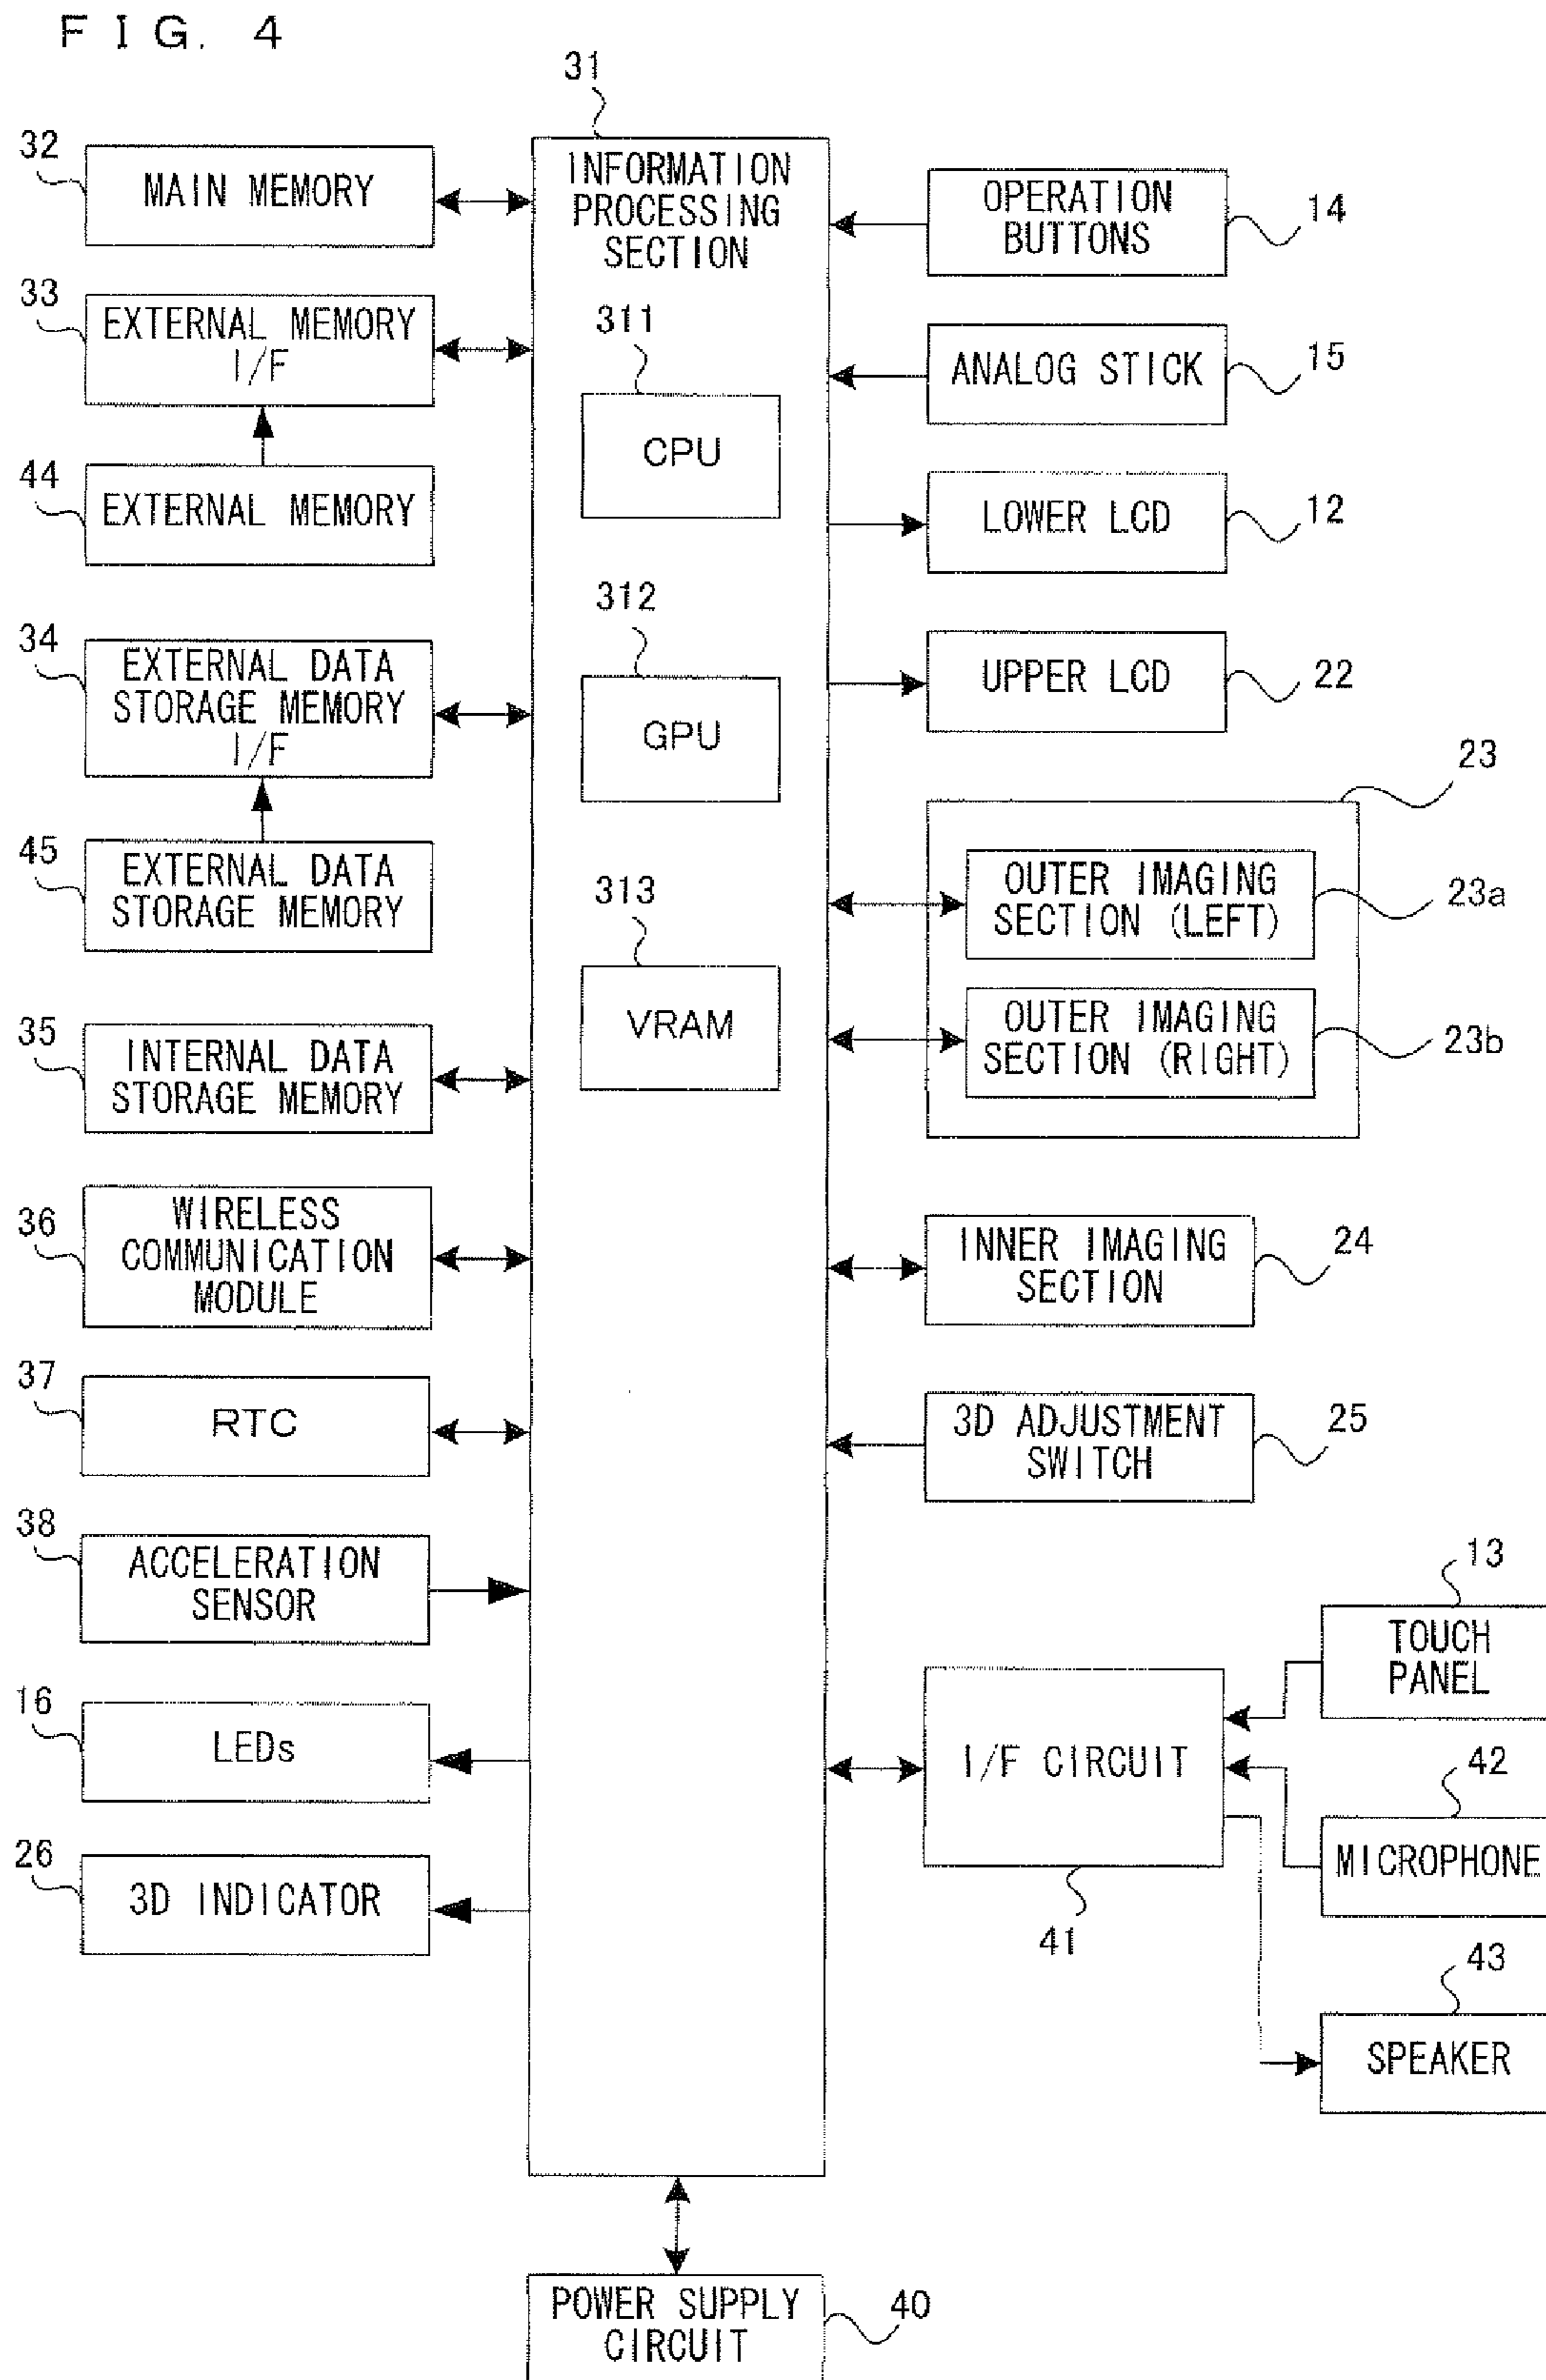 FIG. 4
31
INFORMATION
PROCESSING
SECTION
311
CPU
312
GPU
313
VRAM
32
MAIN MEMORY
33
EXTERNAL MEMORY
I/F
44
EXTERNAL MEMORY
34
EXTERNAL DATA
STORAGE MEMORY
I/F
45
EXTERNAL DATA
STORAGE MEMORY
35
INTERNAL DATA
STORAGE MEMORY
36
WIRELESS
COMMUNICATION
MODULE
37
RTC
38
ACCELERATION
SENSOR
16
LEDs
26
3D INDICATOR
OPERATION
BUTTONS
14
ANALOG STICK
15
LOWER LCD
12
UPPER LCD
22
23
OUTER IMAGING
SECTION (LEFT)
23a
OUTER IMAGING
SECTION (RIGHT)
23b
INNER IMAGING
SECTION
24
3D ADJUSTMENT
SWITCH
25
13
TOUCH
PANEL
I/F CIRCUIT
41
42
MICROPHONE
43
SPEAKER
POWER SUPPLY
CIRCUIT
40